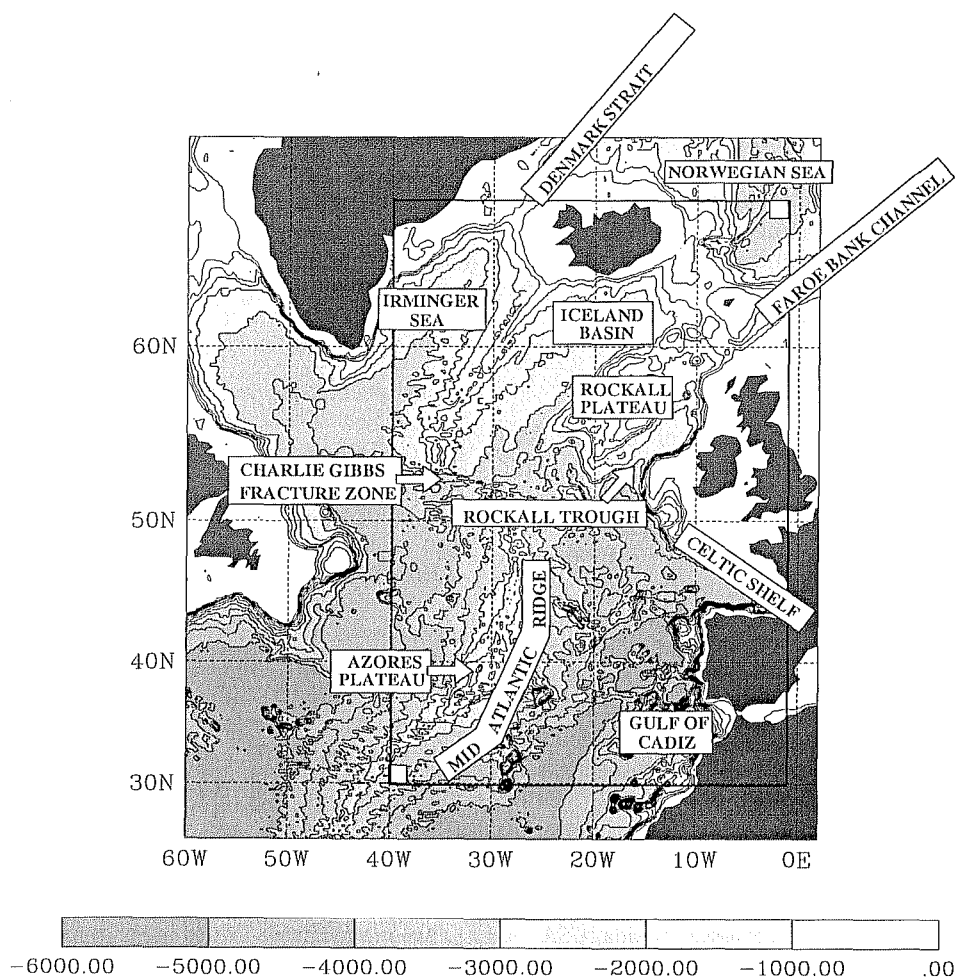 DENMARK STRAIT
NORWEGIAN SEA
FAROE BANK CHANNEL
IRMINGER
SEA
ICELAND
BASIN
60N
ROCKALL
PLATEAU
CHARLIE GIBBS
FRACTURE ZONE
50N
ROCKALL TROUGH
CELTIC SHELF
MID ATLANTIC RIDGE
40N
AZORES
PLATEAU
GULF OF
CADIZ
30N
60W 50W 40W 30W 20W 10W 0E
-6000.00 -5000.00 -4000.00 -3000.00 -2000.00 -1000.00 .00